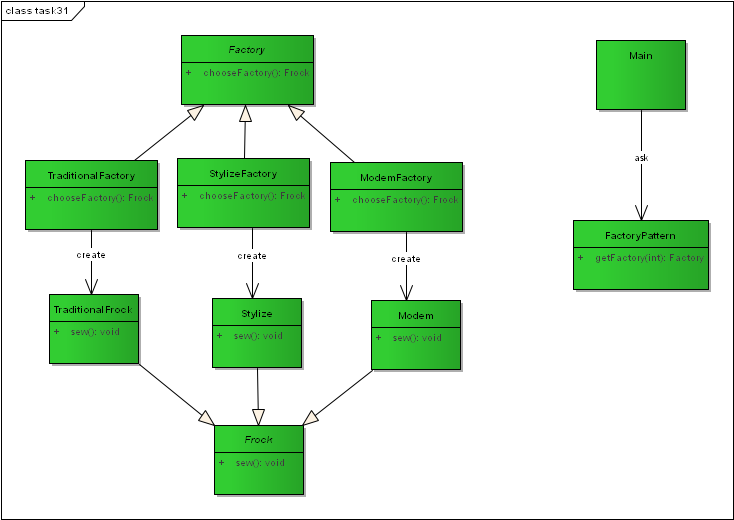 class task31
Factory
+ chooseFactory(): Frock
Main
ask
TraditionalFactory
+ chooseFactory(): Frock
StylizeFactory
+ chooseFactory(): Frock
ModemFactory
+ chooseFactory(): Frock
FactoryPattern
+ getFactory(int): Factory
create
create
create
TraditionalFrock
+ sew(): void
Stylize
+ sew(): void
Modem
+ sew(): void
Frock
+ sew(): void